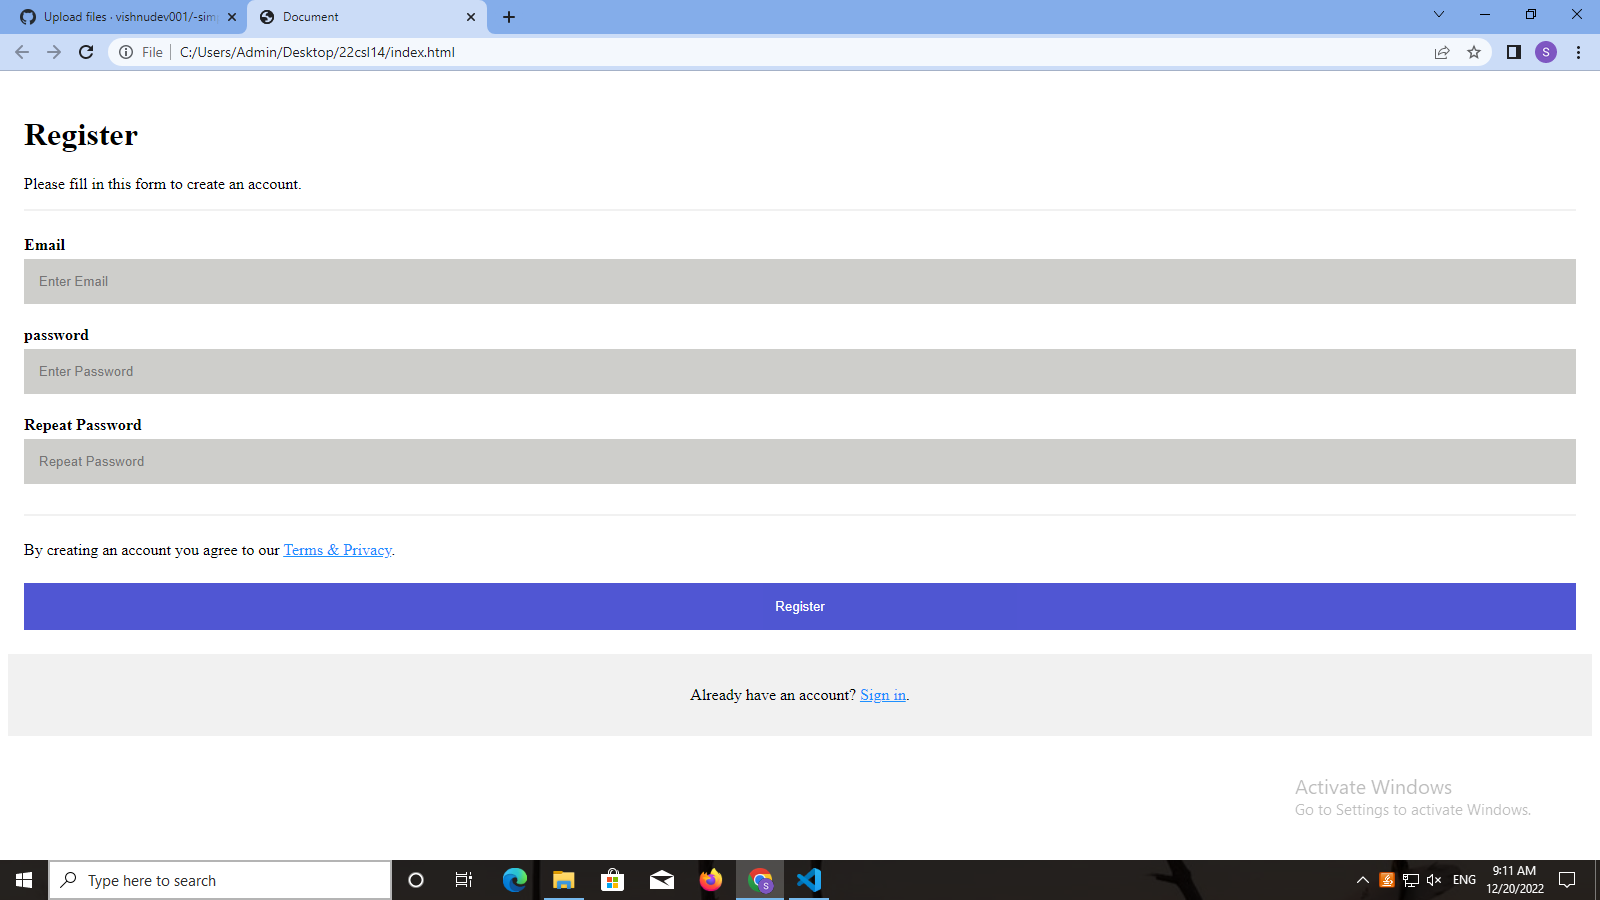 Upload files · vishnudev001/-sim
Document
File
C:/Users/Admin/Desktop/22csl14/index.html
S
Register
Please fill in this form to create an account.
Email
Enter Email
password
Enter Password
Repeat Password
Repeat Password
By creating an account you agree to our Terms & Privacy.
Register
Already have an account? Sign in.
Activate Windows
Go to Settings to activate Windows.
Type here to search
S
ENG
9:11 AM
12/20/2022